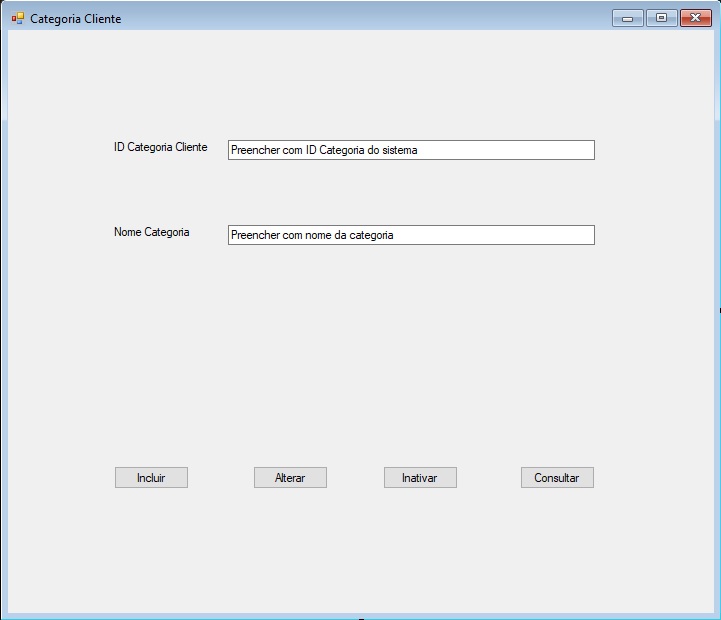 Categoria Cliente
ID Categoria Cliente Preencher com ID Categoria do sistema
Nome Categoria Preencher com nome da categoria
Incluir Alterar Inativar Consultar